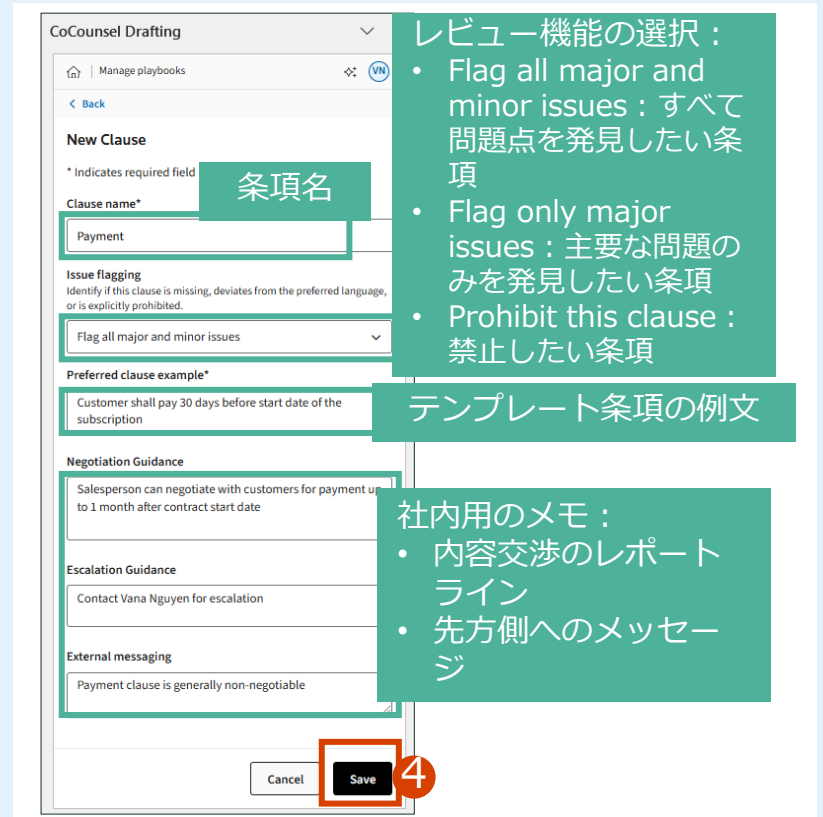 CoCounsel Drafting
Manage playbooks
VN
Back
New Clause
* Indicates required field
条項名
Clause name*
Payment
Issue flagging
Identify if this clause is missing, deviates from the preferred language,
or is explicitly prohibited.
Flag all major and minor issues
レビュー機能の選択：
• Flag all major and
minor issues：すべて
問題点を発見したい条
項
• Flag only major
issues：主要な問題の
みを発見したい条項
• Prohibit this clause：
禁止したい条項
Preferred clause example*
Customer shall pay 30 days before start date of the
subscription
テンプレート条項の例文
Negotiation Guidance
Salesperson can negotiate with customers for payment up
to 1 month after contract start date
Escalation Guidance
Contact Vana Nguyen for escalation
External messaging
Payment clause is generally non-negotiable
社内用のメモ：
• 内容交渉のレポート
ライン
• 先方側へのメッセー
ジ
Cancel
Save
4